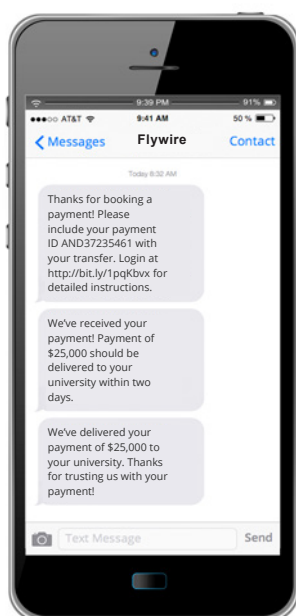 9:39 PM 91%
AT&T 9:41 AM 50 %
Messages Flywire Contact
Today 8:32 AM
Thanks for booking a
payment! Please
include your payment
ID AND37235461 with
your transfer. Login at
http://bit.ly/1pqKbvx for
detailed instructions.
We've received your
payment! Payment of
$25,000 should be
delivered to your
university within two
days.
We've delivered your
payment of $25,000 to
your university. Thanks
for trusting us with your
payment!
Text Message Send